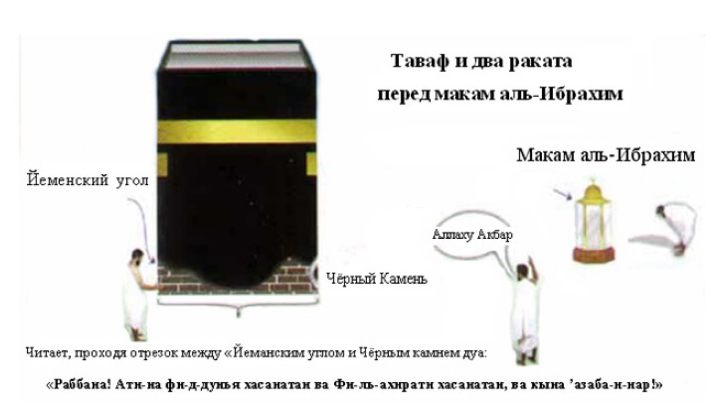 Таваф и два раката
перед макам аль-Ибрахим
Макам аль-Ибрахим
Йеменский угол
Аллаху Акбар
Чёрный Камень
Читает, проходя отрезок между «Йеманским углом и Чёрным камнем дуа:
«Раббана! Ати-на фи-д-дунья хасанатан ва Фи-ль-ахирати хасанатан, ва кына ’азаба-н-нар!»